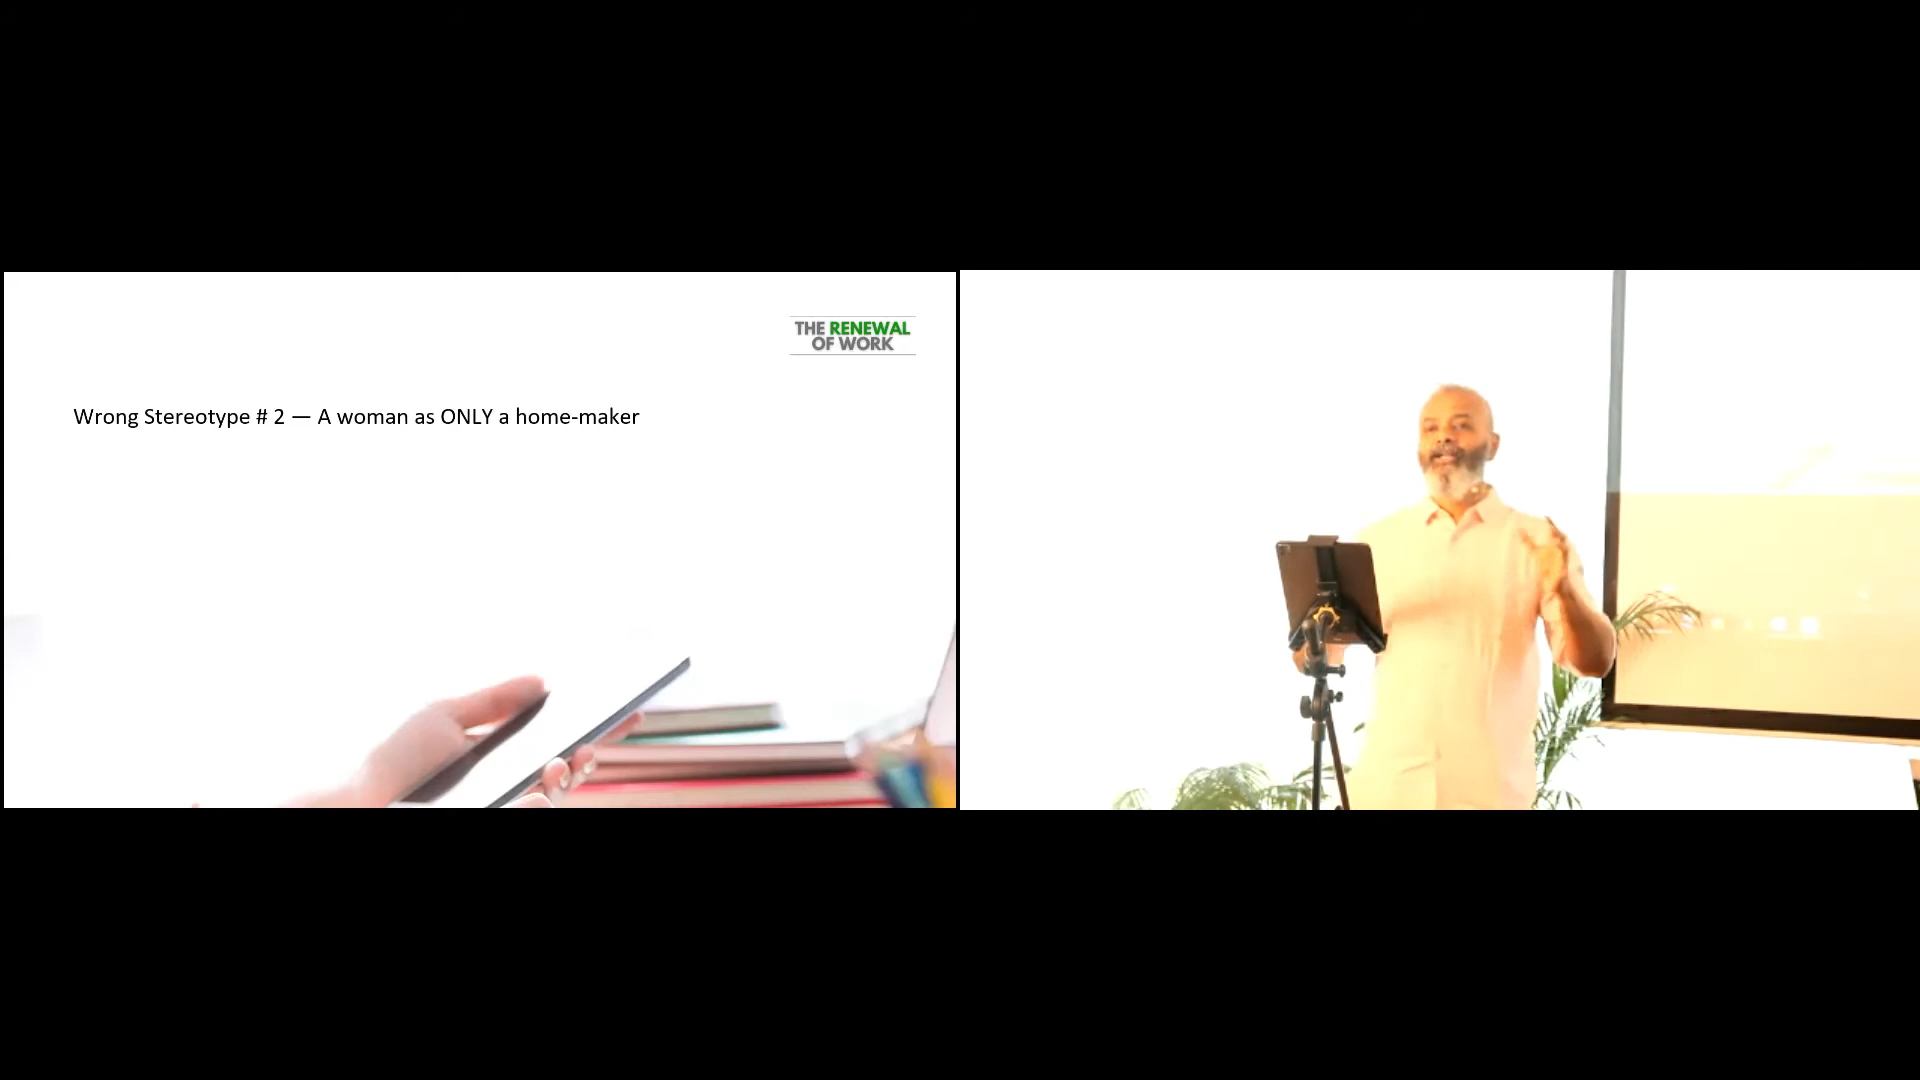 THE RENEWAL
OF WORK
Wrong Stereotype # 2 — A woman as ONLY a home-maker